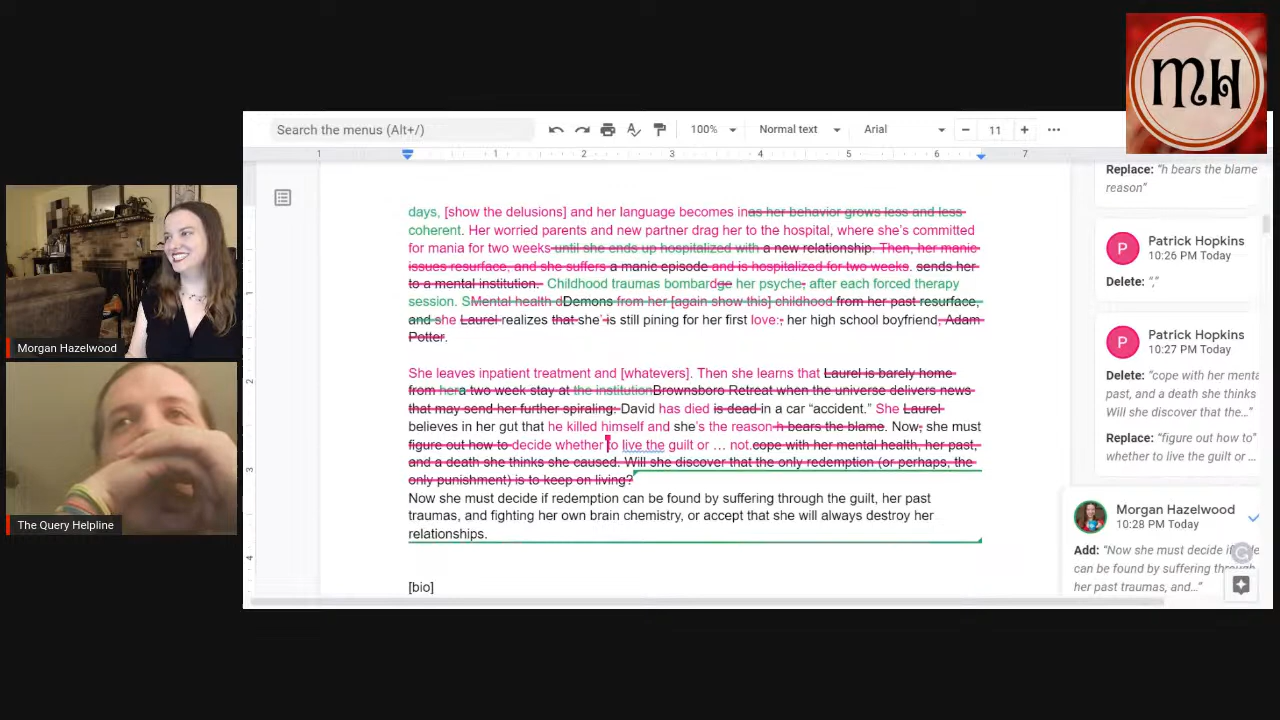 MH
Search the menus (Alt+/)
100%
Normal text
Arial
11
1 1 2 3 4 5 6 7
Replace: "h bears the blame
reason"
days, [show the delusions] and her language becomes inas her behavior grows less and less
coherent. Her worried parents and new partner drag her to the hospital, where she's committed
for mania for two weeks until she ends up hospitalized with a new relationship. Then, her manic
issues resurface, and she suffers a manic episode and is hospitalized for two weeks. sends her
to a mental institution. Childhood traumas bombardge her psyche, after each forced therapy
session. SMental health dDemons from her [again show this] childhood from her past resurface,
and she Laurel realizes that she' is still pining for her first love:, her high school boyfriend, Adam
Potter.
She leaves inpatient treatment and [whatevers]. Then she learns that Laurel is barely home
from hera two week stay at the institutionBrownsboro Retreat when the universe delivers news
that may send her further spiraling: David has died is dead in a car "accident." She Laurel
believes in her gut that he killed himself and she's the reason h bears the blame. Now, she must
figure out how to decide whether to live the guilt or … not.cope with her mental health, her past,
and a death she thinks she caused. Will she discover that the only redemption (or perhaps, the
only punishment) is to keep on living?
Now she must decide if redemption can be found by suffering through the guilt, her past
traumas, and fighting her own brain chemistry, or accept that she will always destroy her
relationships.
[bio]
1
2
3
4
P
Patrick Hopkins
10:26 PM Today
Delete: ","
P
Patrick Hopkins
10:27 PM Today
Delete: "cope with her menta
past, and a death she thinks
Will she discover that the…"
Replace: "figure out how to"
whether to live the guilt or …
Morgan Hazelwood
10:28 PM Today
Add: "Now she must decide if
can be found by suffering through
her past traumas, and…"
Morgan Hazelwood
The Query Helpline